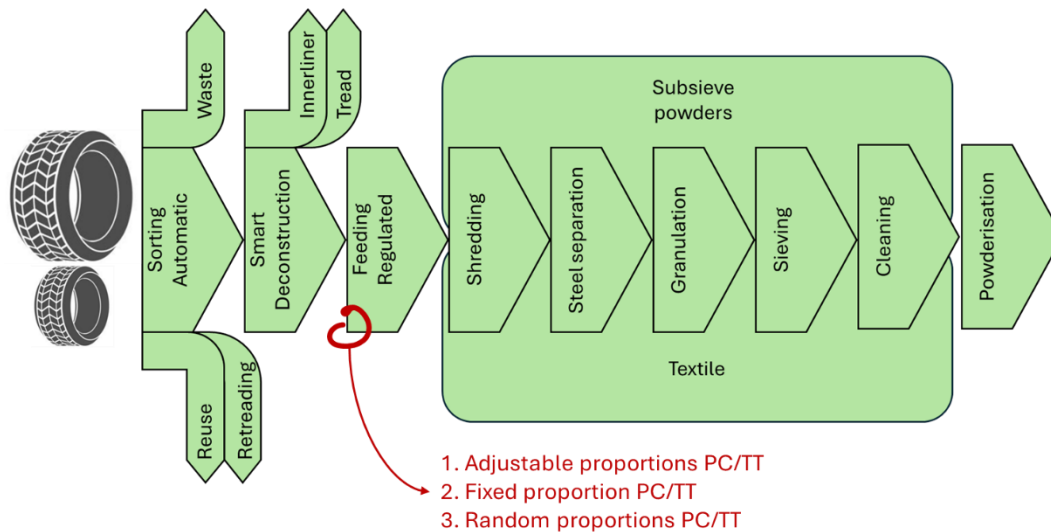 Waste
Innerliner
Tread
Subsieve
powders
Sorting
Automatic
Smart
Deconstruction
Feeding
Regulated
Shredding
Steel separation
Granulation
Sieving
Cleaning
Powderisation
Textile
Reuse
Retreading
1. Adjustable proportions PC/TT
2. Fixed proportion PC/TT
3. Random proportions PC/TT